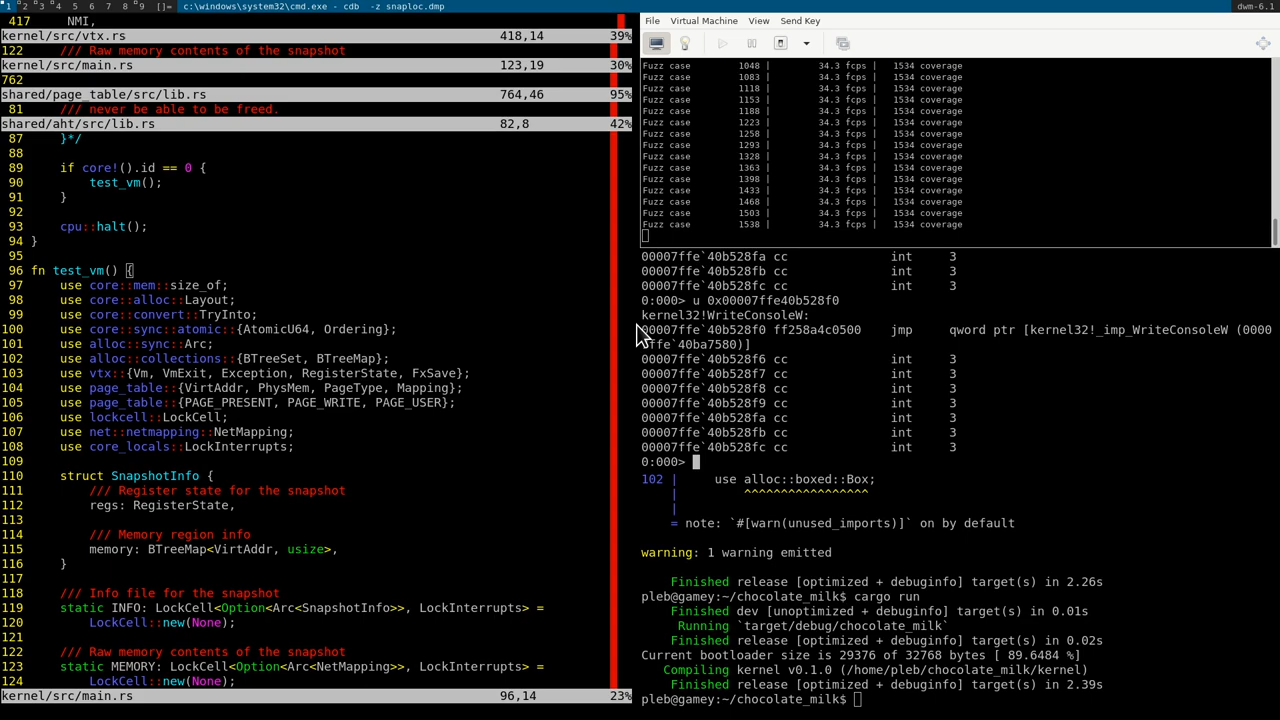 1 2 3 4 5 6 7 8 9 []= c:\windows\system32\cmd.exe - cdb  -z snaploc.dmp dwm-6.1
417     NMI,
kernel/src/vtx.rs 418,14 39%
122     /// Raw memory contents of the snapshot
kernel/src/main.rs 123,19 30%
762
shared/page_table/src/lib.rs 764,46 95%
81     /// never be able to be freed.
shared/aht/src/lib.rs 82,8 42%
87     }*/
88
89     if core!().id == 0 {
90         test_vm();
91     }
92
93     cpu::halt();
94 }
95
96 fn test_vm() {
97     use core::mem::size_of;
98     use core::alloc::Layout;
99     use core::convert::TryInto;
100     use core::sync::atomic::{AtomicU64, Ordering};
101     use alloc::sync::Arc;
102     use alloc::collections::{BTreeSet, BTreeMap};
103     use vtx::{Vm, VmExit, Exception, RegisterState, FxSave};
104     use page_table::{VirtAddr, PhysMem, PageType, Mapping};
105     use page_table::{PAGE_PRESENT, PAGE_WRITE, PAGE_USER};
106     use lockcell::LockCell;
107     use net::netmapping::NetMapping;
108     use core_locals::LockInterrupts;
109
110     struct SnapshotInfo {
111         /// Register state for the snapshot
112         regs: RegisterState,
113
114         /// Memory region info
115         memory: BTreeMap<VirtAddr, usize>,
116     }
117
118     /// Info file for the snapshot
119     static INFO: LockCell<Option<Arc<SnapshotInfo>>, LockInterrupts> =
120         LockCell::new(None);
121
122     /// Raw memory contents of the snapshot
123     static MEMORY: LockCell<Option<Arc<NetMapping>>, LockInterrupts> =
124         LockCell::new(None);
kernel/src/main.rs 96,14 23%
File Virtual Machine View Send Key
Fuzz case 1048 | 34.3 fcps | 1534 coverage
Fuzz case 1083 | 34.3 fcps | 1534 coverage
Fuzz case 1118 | 34.3 fcps | 1534 coverage
Fuzz case 1153 | 34.3 fcps | 1534 coverage
Fuzz case 1188 | 34.3 fcps | 1534 coverage
Fuzz case 1223 | 34.3 fcps | 1534 coverage
Fuzz case 1258 | 34.3 fcps | 1534 coverage
Fuzz case 1293 | 34.3 fcps | 1534 coverage
Fuzz case 1328 | 34.3 fcps | 1534 coverage
Fuzz case 1363 | 34.3 fcps | 1534 coverage
Fuzz case 1398 | 34.3 fcps | 1534 coverage
Fuzz case 1433 | 34.3 fcps | 1534 coverage
Fuzz case 1468 | 34.3 fcps | 1534 coverage
Fuzz case 1503 | 34.3 fcps | 1534 coverage
Fuzz case 1538 | 34.3 fcps | 1534 coverage
00007ffe`40b528fa cc int 3
00007ffe`40b528fb cc int 3
00007ffe`40b528fc cc int 3
0:000> u 0x00007ffe40b528f0
kernel32!WriteConsoleW:
00007ffe`40b528f0 ff258a4c0500 jmp qword ptr [kernel32!_imp_WriteConsoleW (0000
7ffe`40ba7580)]
00007ffe`40b528f6 cc int 3
00007ffe`40b528f7 cc int 3
00007ffe`40b528f8 cc int 3
00007ffe`40b528f9 cc int 3
00007ffe`40b528fa cc int 3
00007ffe`40b528fb cc int 3
00007ffe`40b528fc cc int 3
0:000>
102 |     use alloc::boxed::Box;
|         ^^^^^^^^^^^^^^^^^
|
= note: `#[warn(unused_imports)]` on by default
warning: 1 warning emitted
Finished release [optimized + debuginfo] target(s) in 2.26s
pleb@gamey:~/chocolate_milk$ cargo run
Finished dev [unoptimized + debuginfo] target(s) in 0.01s
Running `target/debug/chocolate_milk`
Finished release [optimized + debuginfo] target(s) in 0.02s
Current bootloader size is 29376 of 32768 bytes [ 89.6484 %]
Compiling kernel v0.1.0 (/home/pleb/chocolate_milk/kernel)
Finished release [optimized + debuginfo] target(s) in 2.39s
pleb@gamey:~/chocolate_milk$